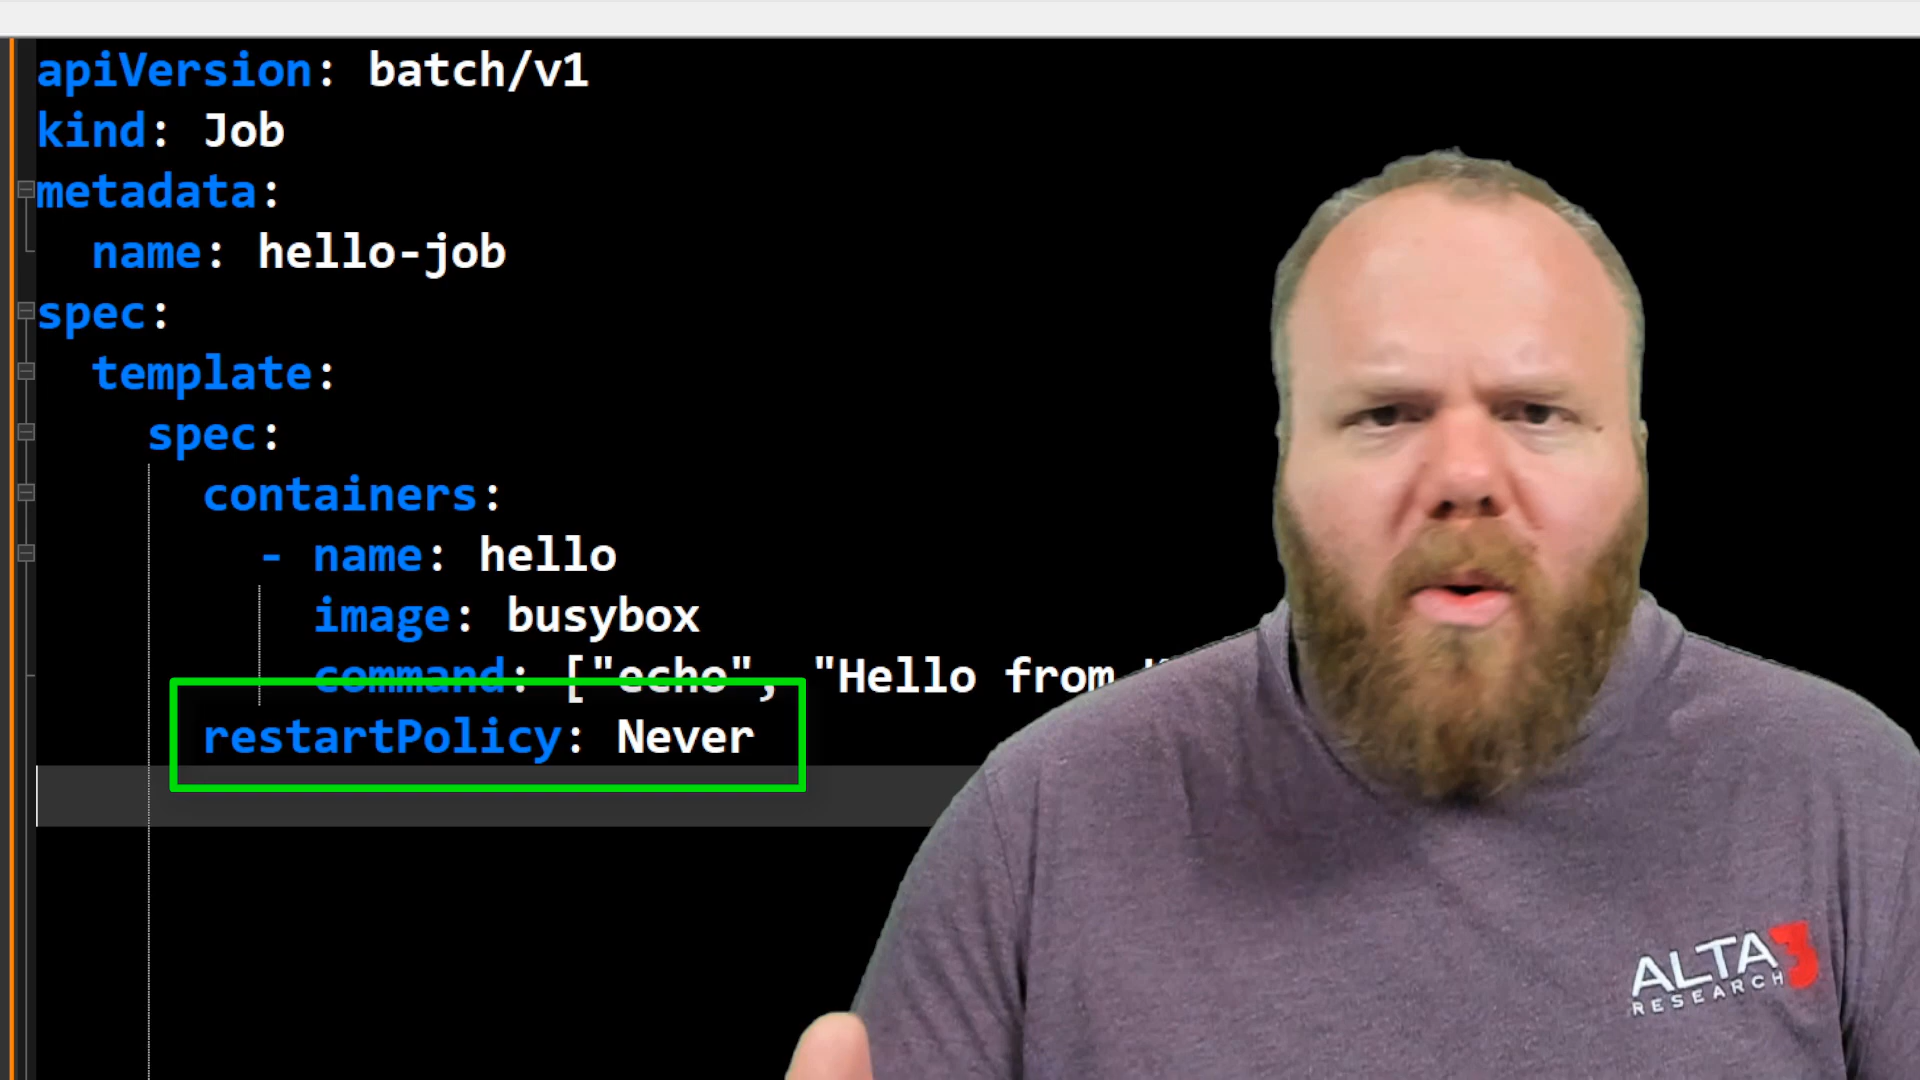 apiVersion: batch/v1
kind: Job
metadata:
  name: hello-job
spec:
  template:
    spec:
      containers:
        - name: hello
          image: busybox
          command: ["echo", "Hello from
      restartPolicy: Never
ALTA3
RESEARCH